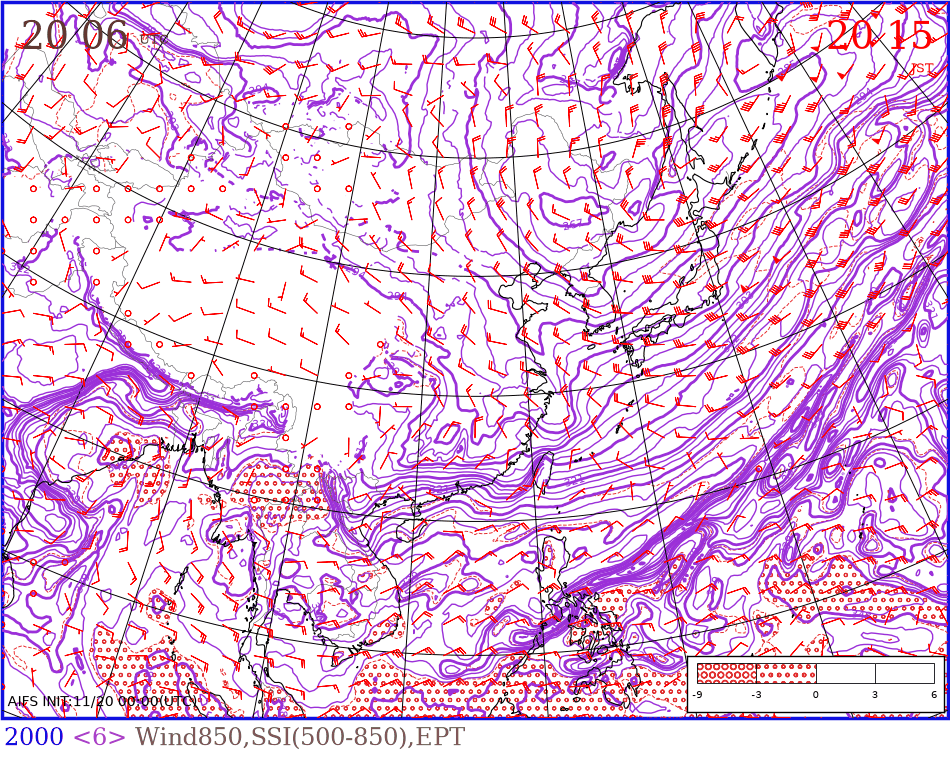 20 06 UTC
20 15
JST
AIFS INIT:11/20 00:00(UTC)
-9 -3 0 3 6
2000 <6> Wind850,SSI(500-850),EPT